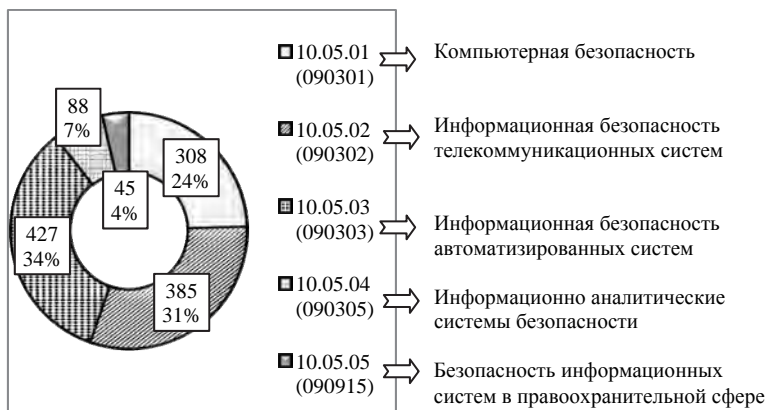 88
7%
308
24%
45
4%
427
34%
385
31%
10.05.01
(090301)
Компьютерная безопасность
10.05.02
(090302)
Информационная безопасность
телекоммуникационных систем
10.05.03
(090303)
Информационная безопасность
автоматизированных систем
10.05.04
(090305)
Информационно аналитические
системы безопасности
10.05.05
(090915)
Безопасность информационных
систем в правоохранительной сфере